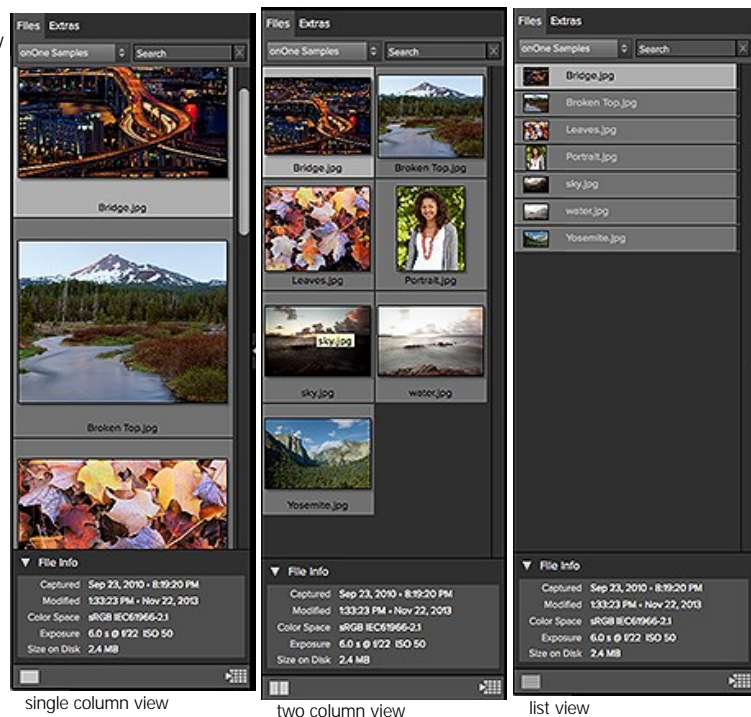 Files Extras
onOne Samples Search X
Bridge.jpg
Broken Top.jpg
File Info
Captured Sep 23, 2010 - 8:19:20 PM
Modified 1:33:23 PM - Nov 22, 2013
Color Space sRGB IEC61966-2.1
Exposure 6.0 s @ f/22 ISO 50
Size on Disk 2.4 MB
single column view
Files Extras
onOne Samples Search X
Bridge.jpg Broken Top.jpg
Leaves.jpg Portrait.jpg
sky.jpg
sky.jpg water.jpg
Yosemite.jpg
File Info
Captured Sep 23, 2010 - 8:19:20 PM
Modified 1:33:23 PM - Nov 22, 2013
Color Space sRGB IEC61966-2.1
Exposure 6.0 s @ f/22 ISO 50
Size on Disk 2.4 MB
two column view
Files Extras
onOne Samples Search X
Bridge.jpg
Broken Top.jpg
Leaves.jpg
Portrait.jpg
sky.jpg
water.jpg
Yosemite.jpg
File Info
Captured Sep 23, 2010 - 8:19:20 PM
Modified 1:33:23 PM - Nov 22, 2013
Color Space sRGB IEC61966-2.1
Exposure 6.0 s @ f/22 ISO 50
Size on Disk 2.4 MB
list view